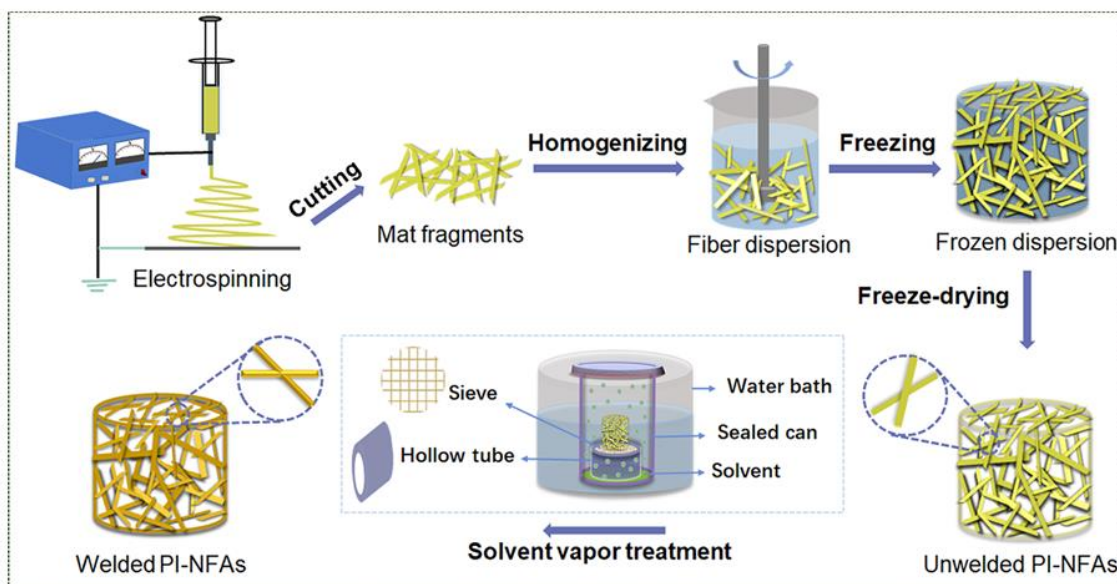 Electrospinning
Cutting
Mat fragments
Homogenizing
Fiber dispersion
Freezing
Frozen dispersion
Freeze-drying
Unwelded PI-NFAs
Sieve
Hollow tube
Water bath
Sealed can
Solvent
Solvent vapor treatment
Welded PI-NFAs